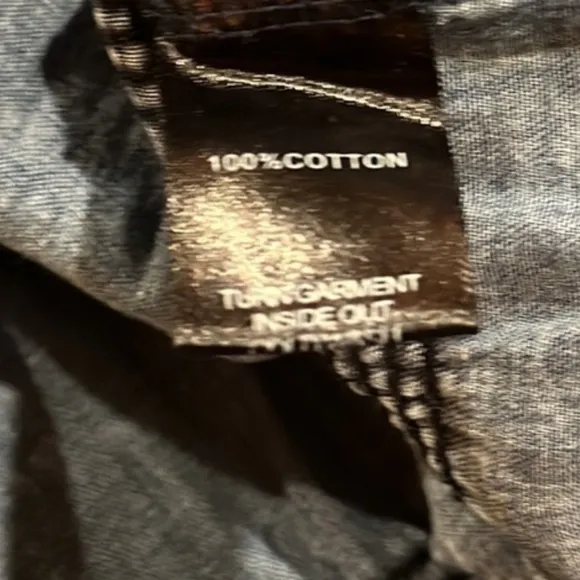 100%COTTON
TURN GARMENT
INSIDE OUT